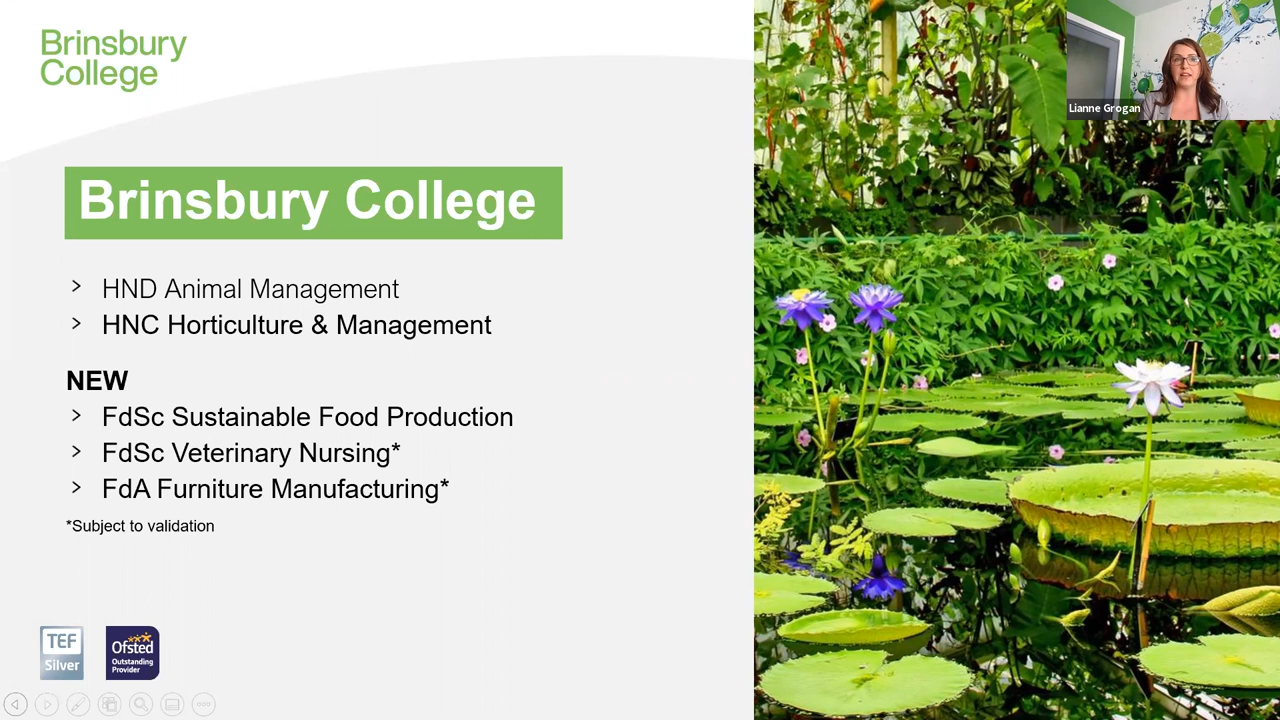 Brinsbury
College
Lianne Grogan
Brinsbury College
> HND Animal Management
> HNC Horticulture & Management
NEW
> FdSc Sustainable Food Production
> FdSc Veterinary Nursing*
> FdA Furniture Manufacturing*
*Subject to validation
TEF
Silver
Ofsted
Outstanding
Provider